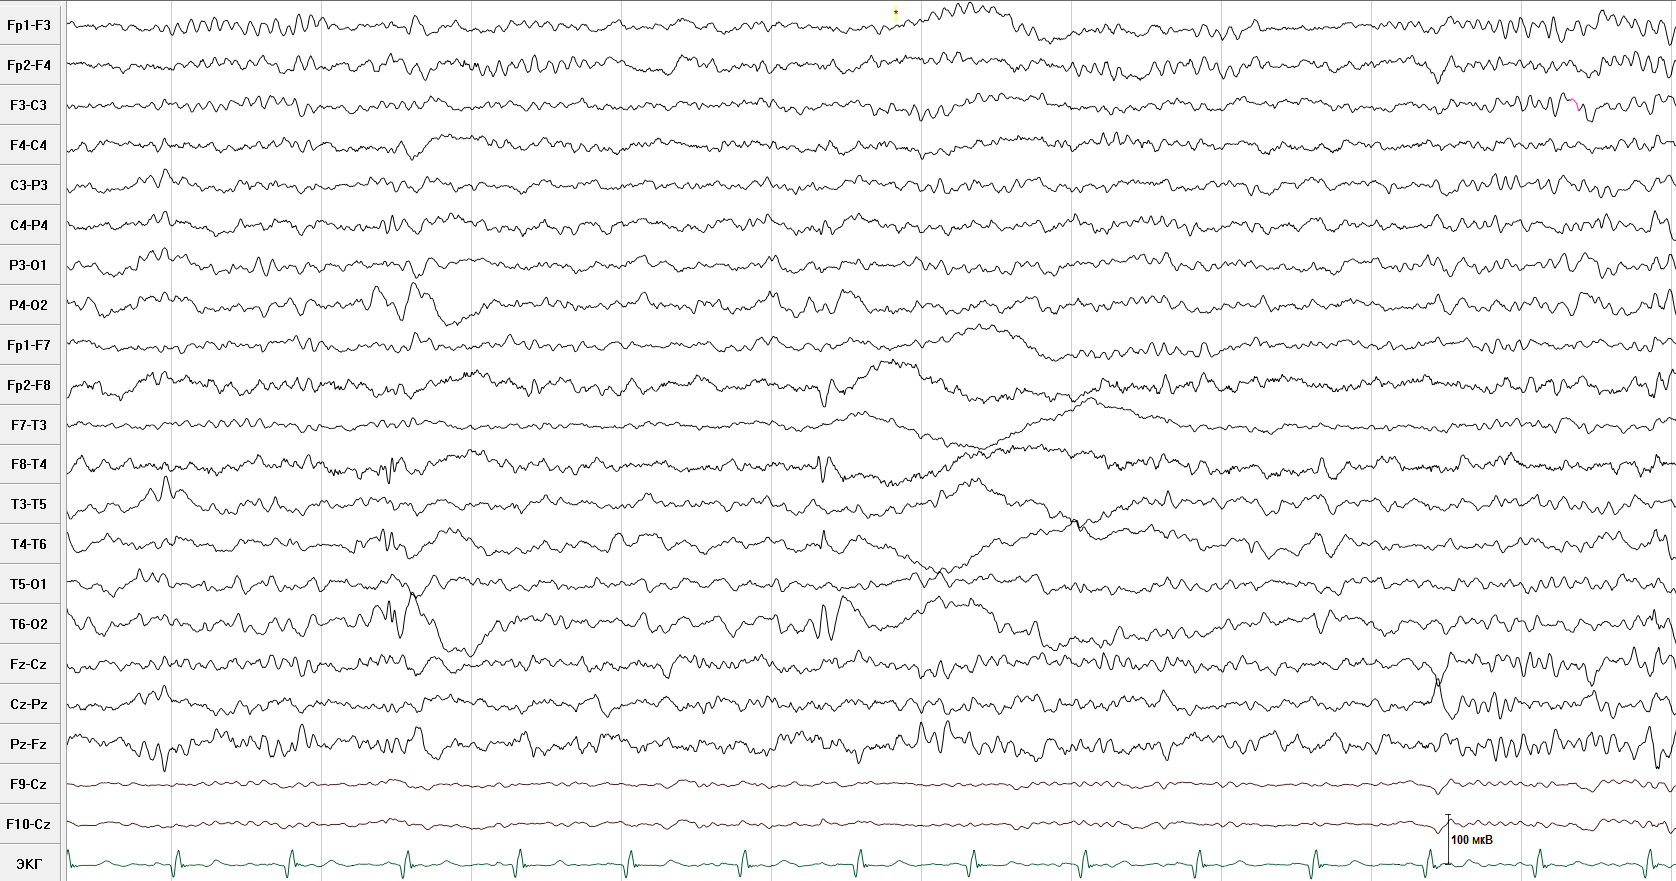 Fp1-F3
*
Fp2-F4
F3-C3
F4-C4
C3-P3
C4-P4
P3-O1
P4-O2
Fp1-F7
Fp2-F8
F7-T3
F8-T4
T3-T5
T4-T6
T5-O1
T6-O2
Fz-Cz
Cz-Pz
Pz-Fz
F9-Cz
F10-Cz
100 мкВ
ЭКГ